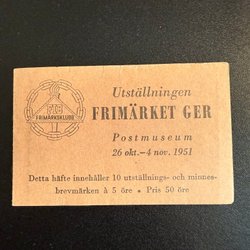 FRIMÄRKSKLUBB
Utställningen
FRIMÄRKET GER
Postmuseum
26 okt.—4 nov. 1951
Detta häfte innehåller 10 utställnings- och minnes-
brevmärken à 5 öre • Pris 50 öre